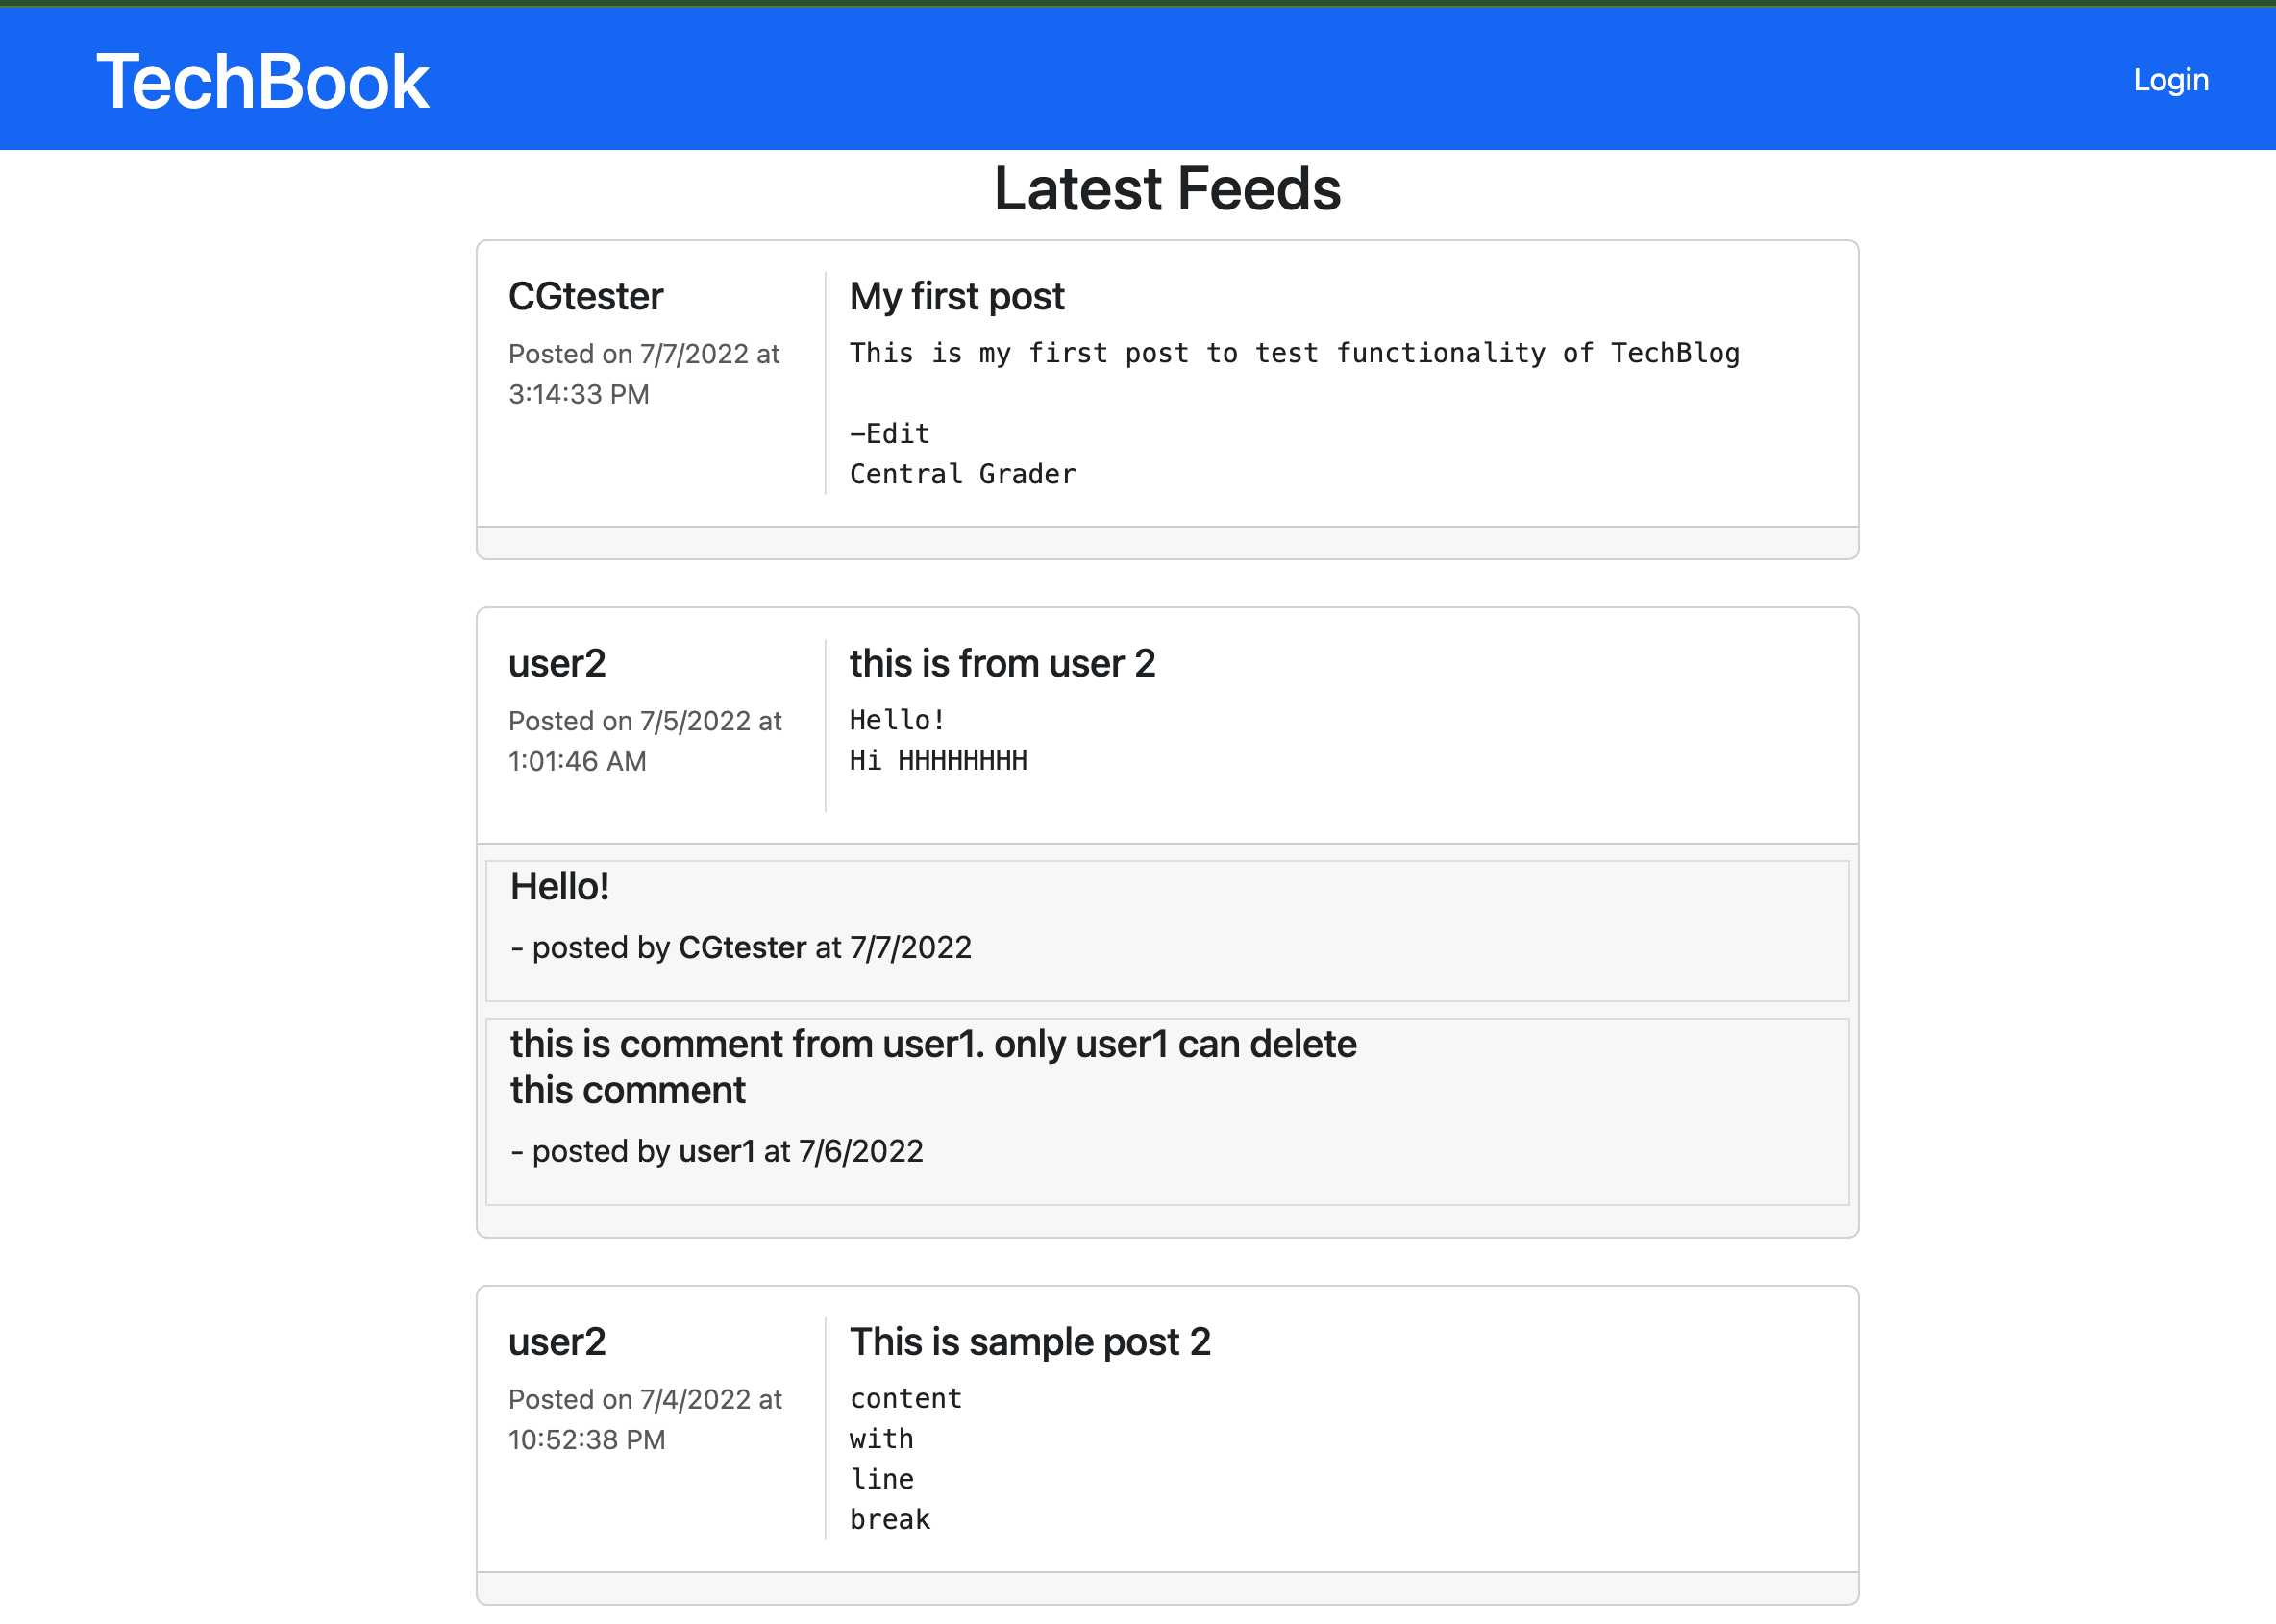 TechBook
Login
Latest Feeds
CGtester
Posted on 7/7/2022 at
3:14:33 PM
My first post
This is my first post to test functionality of TechBlog
—Edit
Central Grader
user2
Posted on 7/5/2022 at
1:01:46 AM
this is from user 2
Hello!
Hi HHHHHHHH
Hello!
- posted by CGtester at 7/7/2022
this is comment from user1. only user1 can delete
this comment
- posted by user1 at 7/6/2022
user2
Posted on 7/4/2022 at
10:52:38 PM
This is sample post 2
content
with
line
break